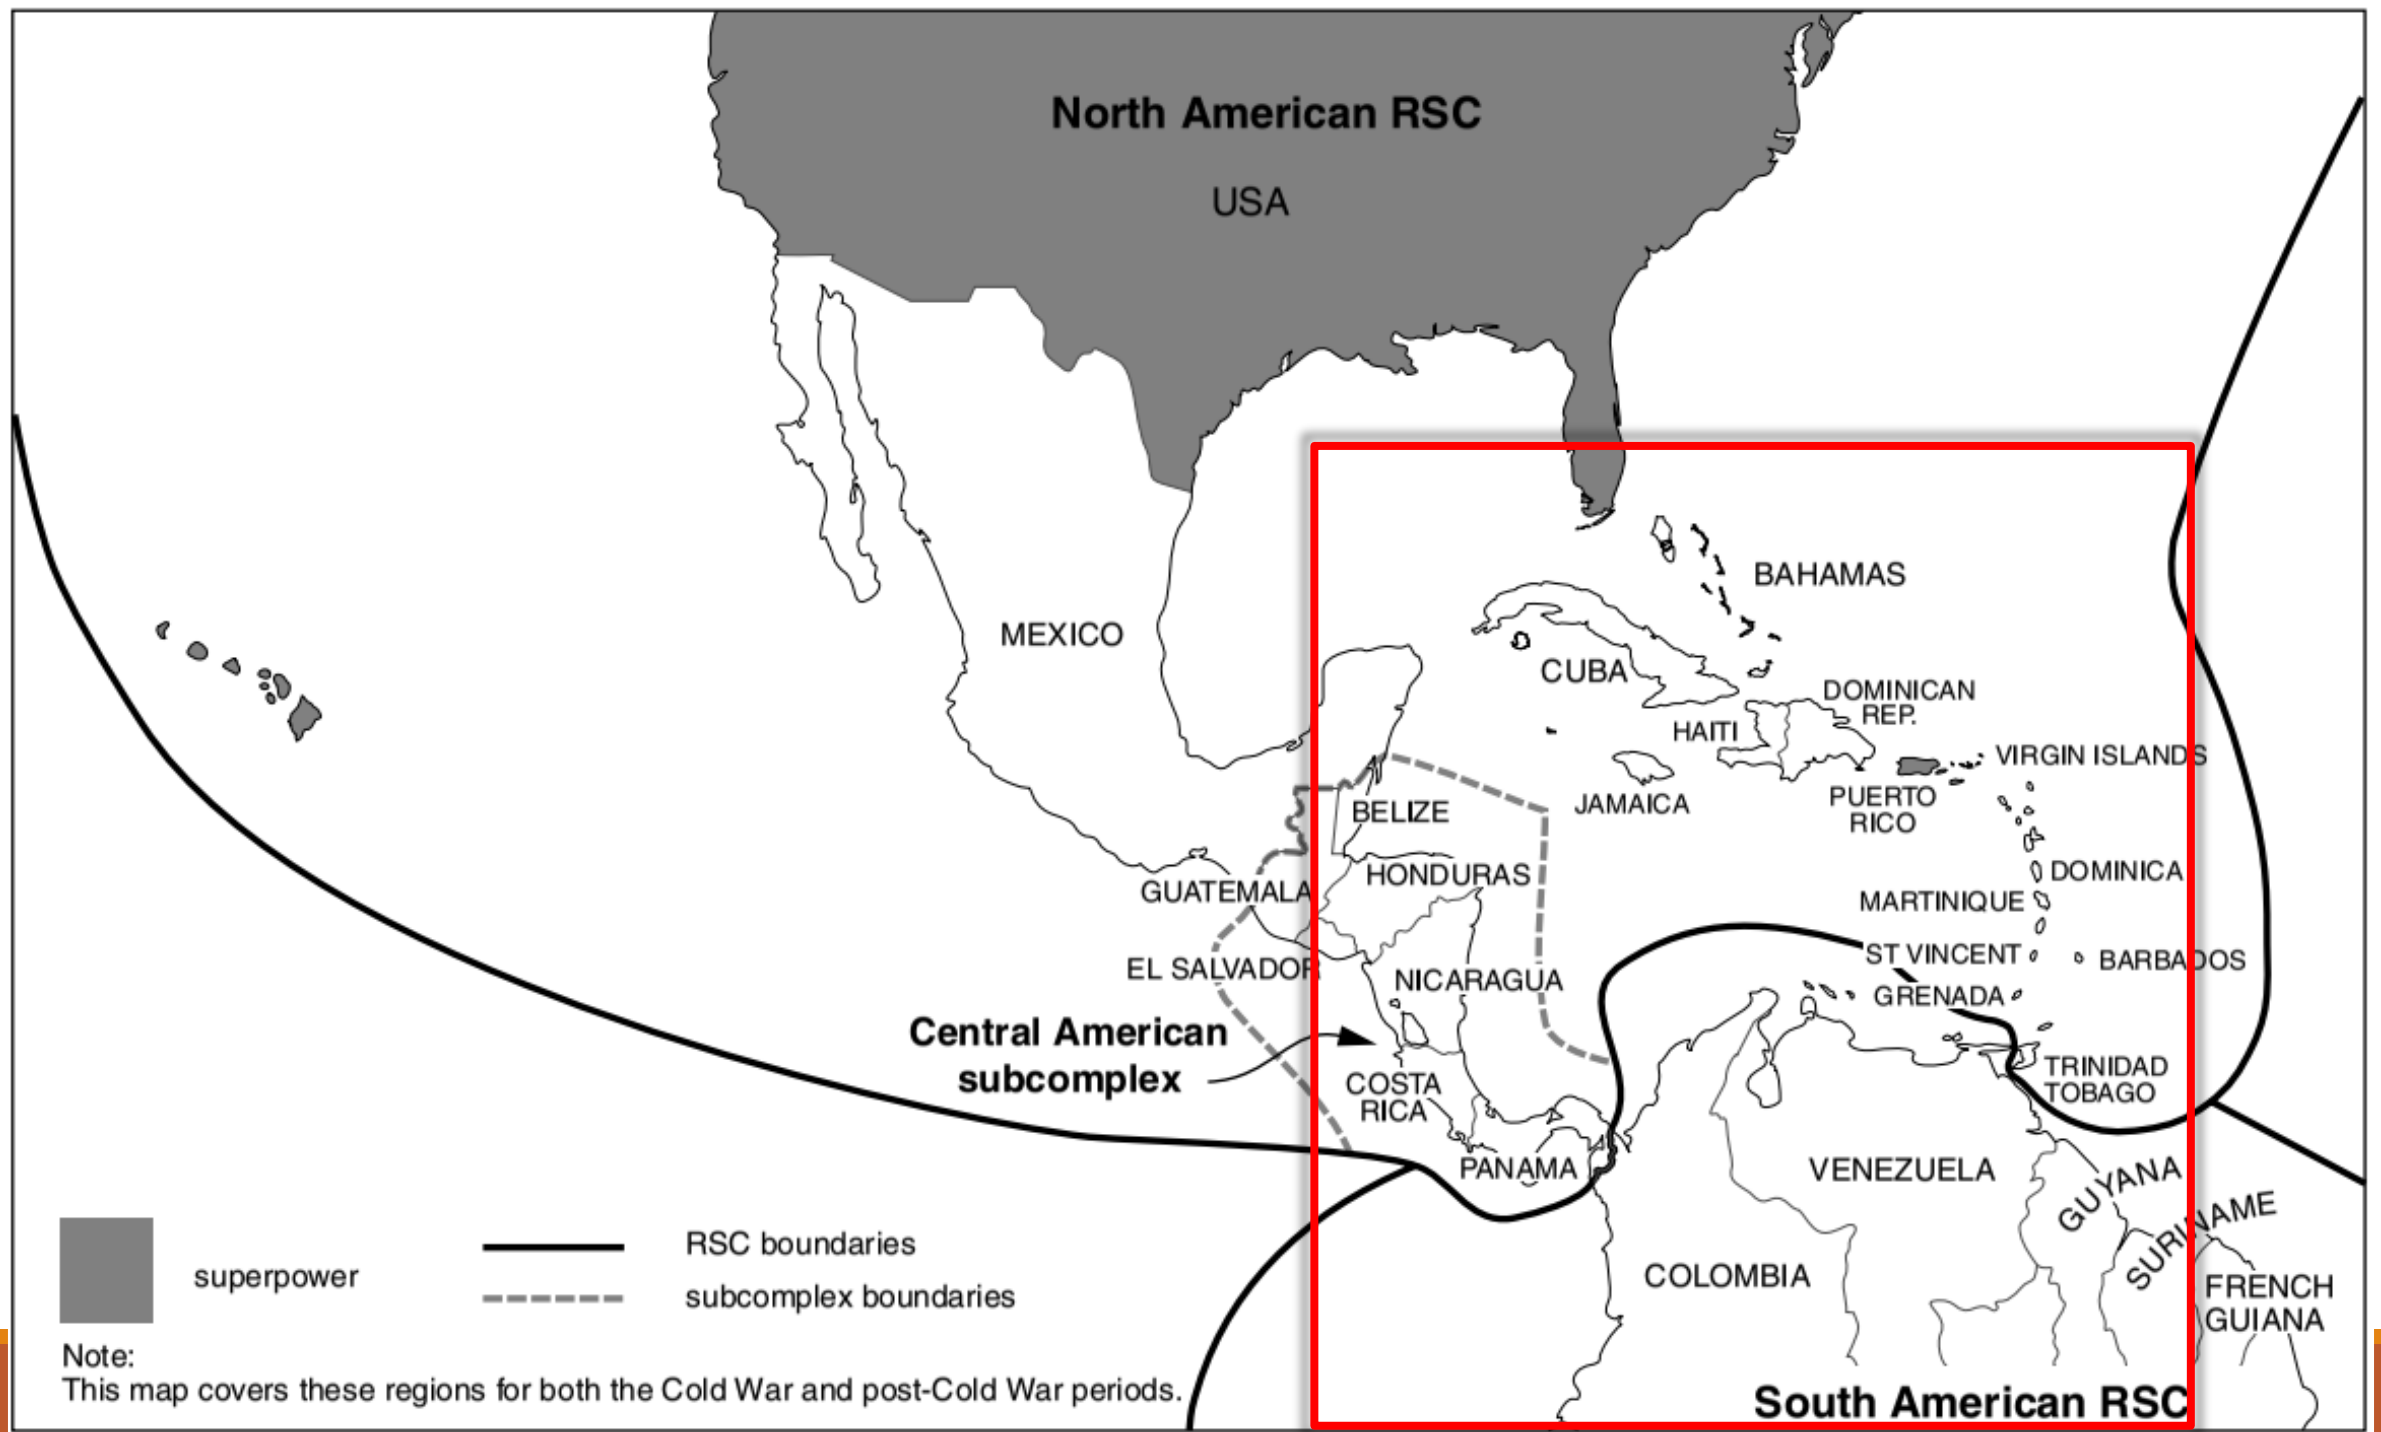 North American RSC
USA
MEXICO
BAHAMAS
CUBA
DOMINICAN
REP.
HAITI
VIRGIN ISLANDS
JAMAICA
PUERTO
RICO
BELIZE
HONDURAS
GUATEMALA
DOMINICA
MARTINIQUE
EL SALVADOR
NICARAGUA
ST VINCENT
BARBADOS
GRENADA
Central American
subcomplex
COSTA
RICA
TRINIDAD
TOBAGO
PANAMA
VENEZUELA
GUYANA
SURINAME
COLOMBIA
FRENCH
GUIANA
South American RSC
superpower
RSC boundaries
subcomplex boundaries
Note:
This map covers these regions for both the Cold War and post-Cold War periods.